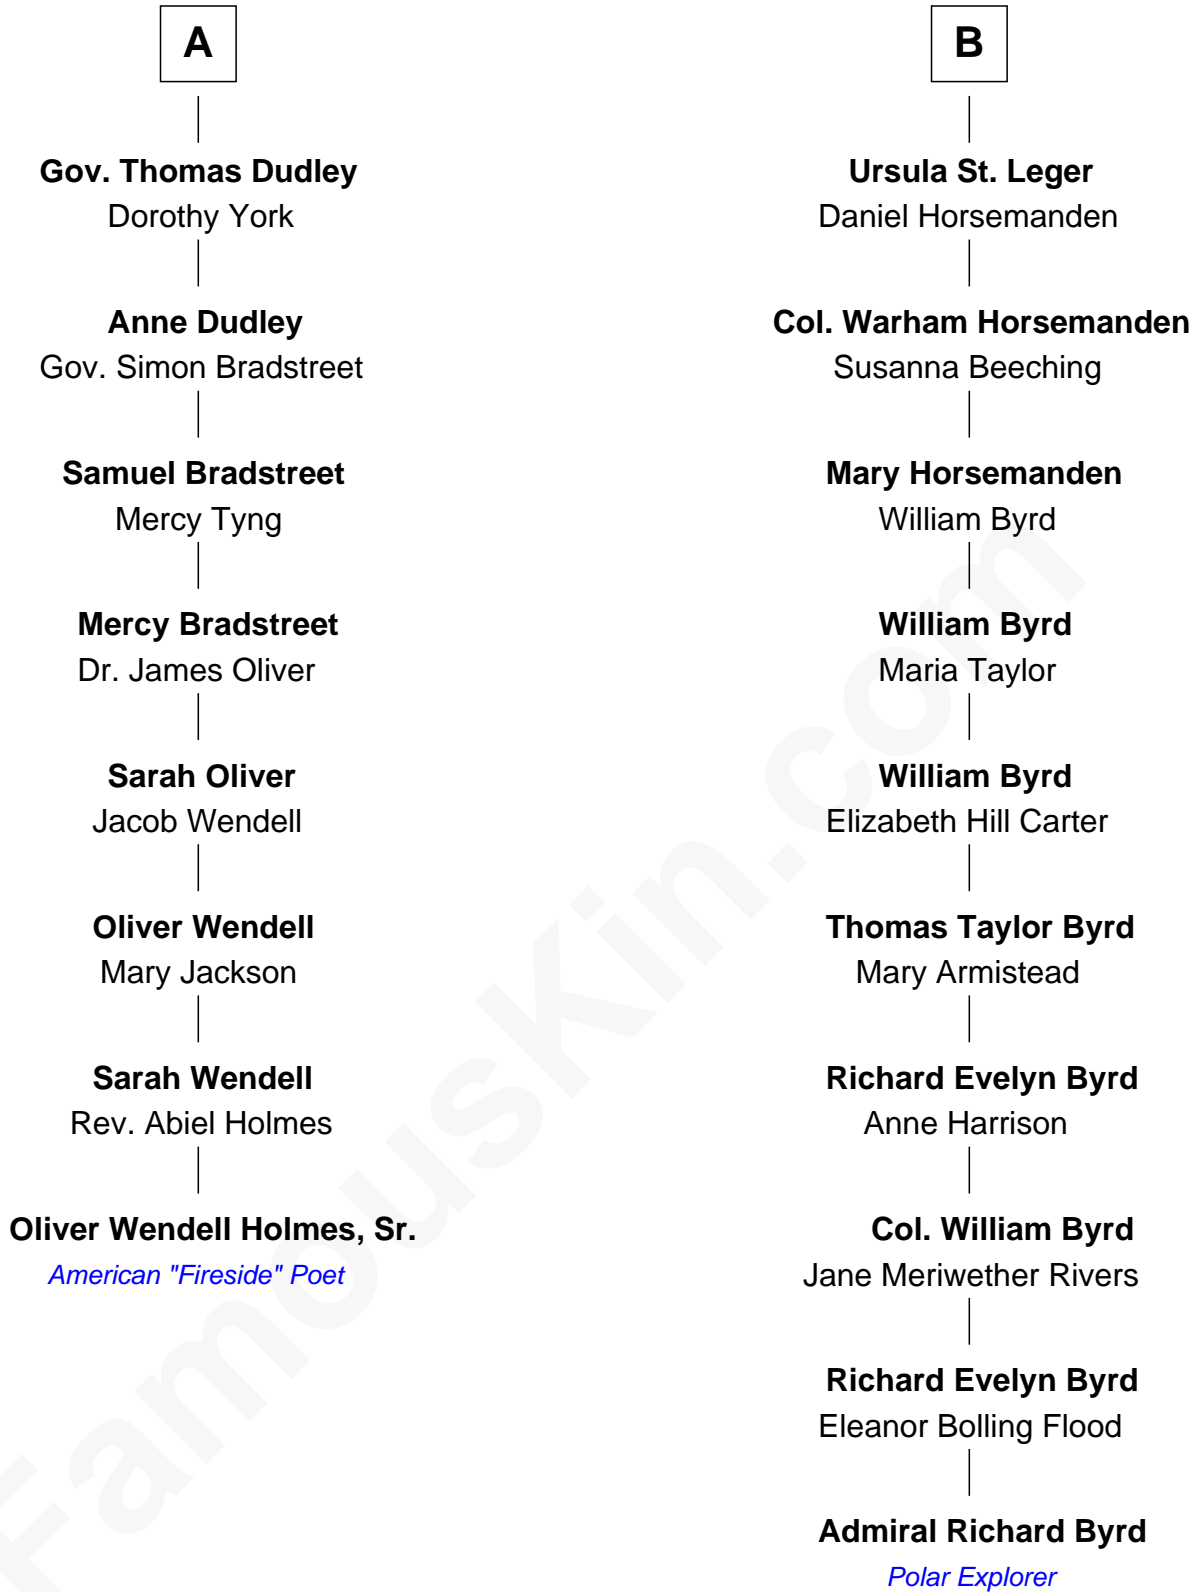 A
Gov. Thomas Dudley
Dorothy York
Anne Dudley
Gov. Simon Bradstreet
Samuel Bradstreet
Mercy Tyng
Mercy Bradstreet
Dr. James Oliver
Sarah Oliver
Jacob Wendell
Oliver Wendell
Mary Jackson
Sarah Wendell
Rev. Abiel Holmes
Oliver Wendell Holmes, Sr.
American "Fireside" Poet
B
Ursula St. Leger
Daniel Horsemanden
Col. Warham Horsemanden
Susanna Beeching
Mary Horsemanden
William Byrd
William Byrd
Maria Taylor
William Byrd
Elizabeth Hill Carter
Thomas Taylor Byrd
Mary Armistead
Richard Evelyn Byrd
Anne Harrison
Col. William Byrd
Jane Meriwether Rivers
Richard Evelyn Byrd
Eleanor Bolling Flood
Admiral Richard Byrd
Polar Explorer
FamousKin.com